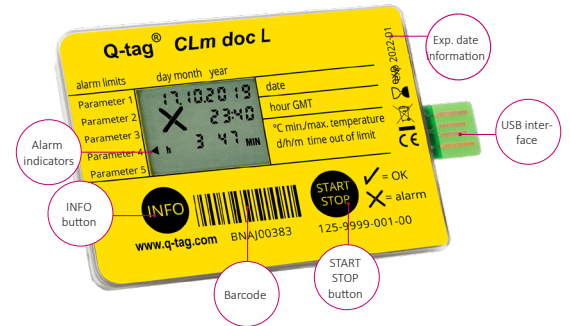 Q-tag® CLm doc L
exp. 2022-01
alarm limits
day month year
Parameter 1
17.10.2019
date
Parameter 2
23:40
hour GMT
Parameter 3
°C min./max. temperature
Parameter 4
h 3 47 MIN
d/h/m time out of limit
Parameter 5
INFO
START
STOP
= OK
= alarm
BNAJ00383
125-9999-001-00
www.q-tag.com
Exp. date
information
USB inter-
face
Alarm
indicators
INFO
button
Barcode
START
STOP
button